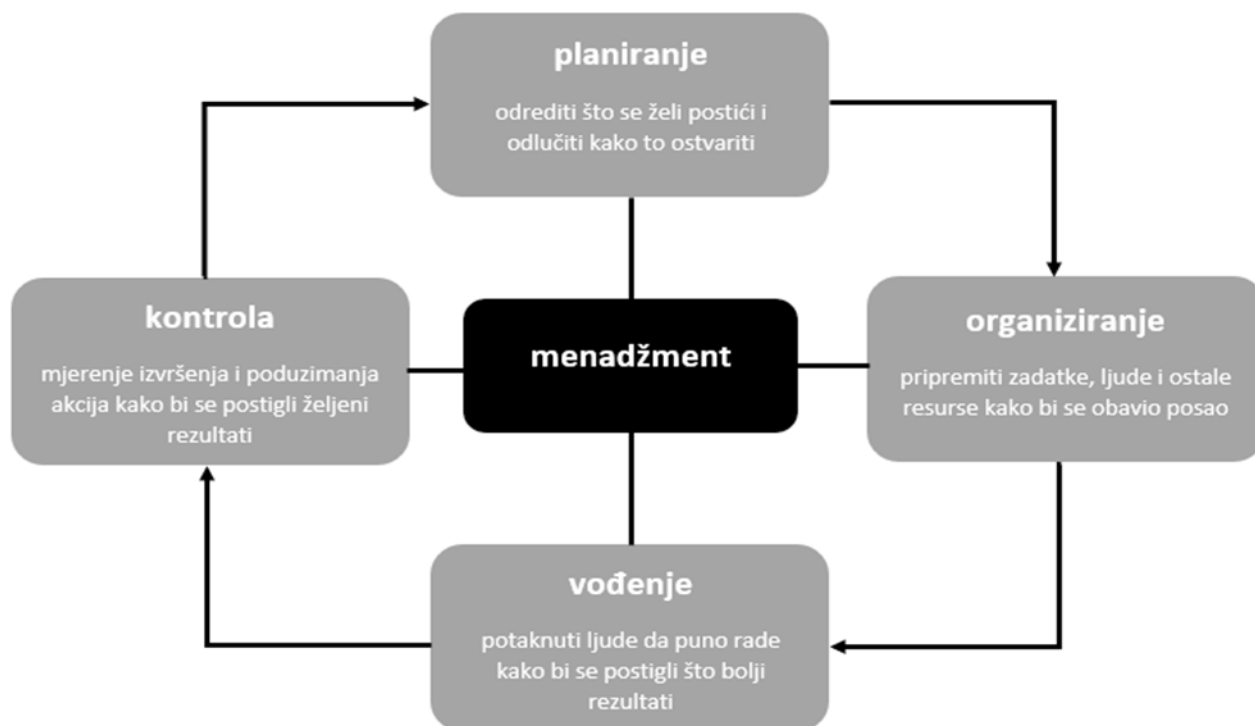 planiranje
odrediti što se želi postići i
odlučiti kako to ostvariti
kontrola
mjerenje izvršenja i poduzimanja
akcija kako bi se postigli željeni
rezultati
menadžment
organiziranje
pripremiti zadatke, ljude i ostale
resurse kako bi se obavio posao
vođenje
potaknuti ljude da puno rade
kako bi se postigli što bolji
rezultati